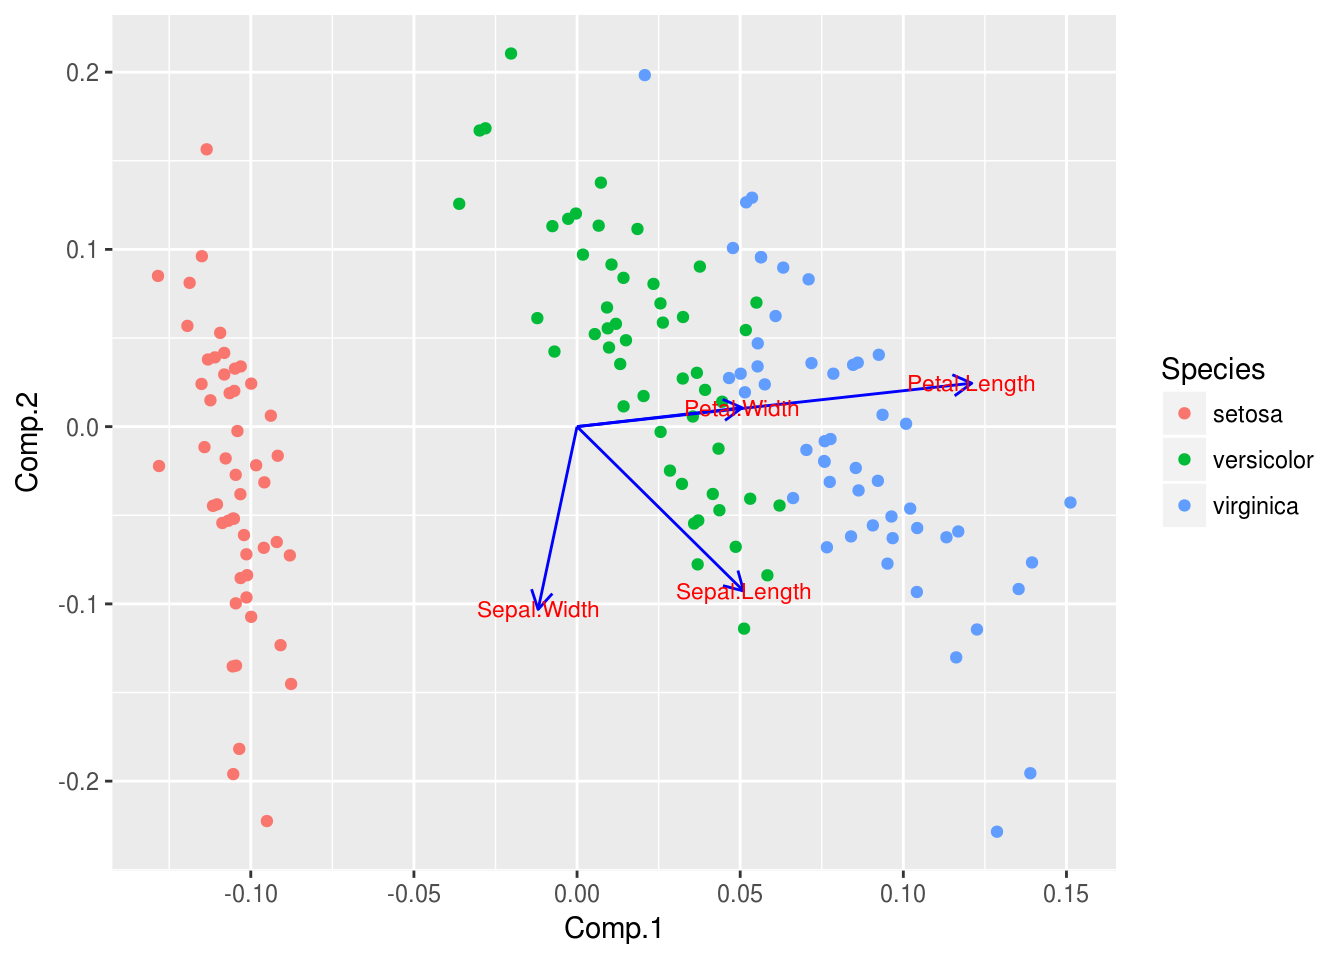 0.2
0.1
0.0
-0.1
-0.2
Comp.2
Petal.Length
Petal.Width
Sepal.Length
Sepal.Width
-0.10
-0.05
0.00
0.05
0.10
0.15
Comp.1
Species
setosa
versicolor
virginica